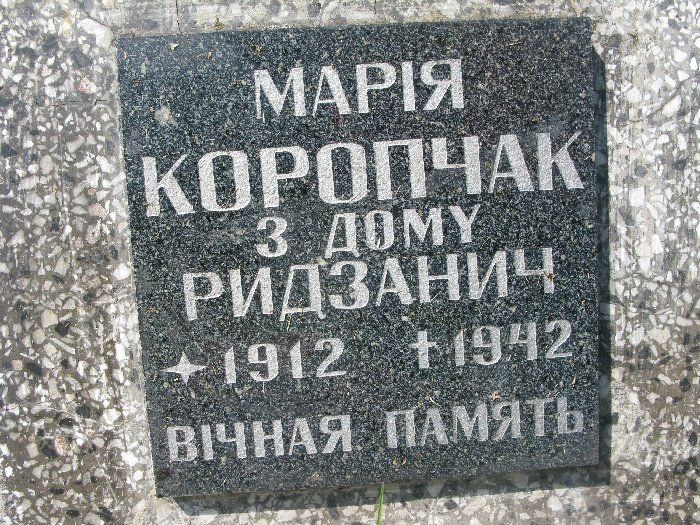 МАРІЯ
КОРОПЧАК
З ДОМУ
РИДЗАНИЧ
✦1912 ✝1942
ВІЧНАЯ ПАМЯТЬ